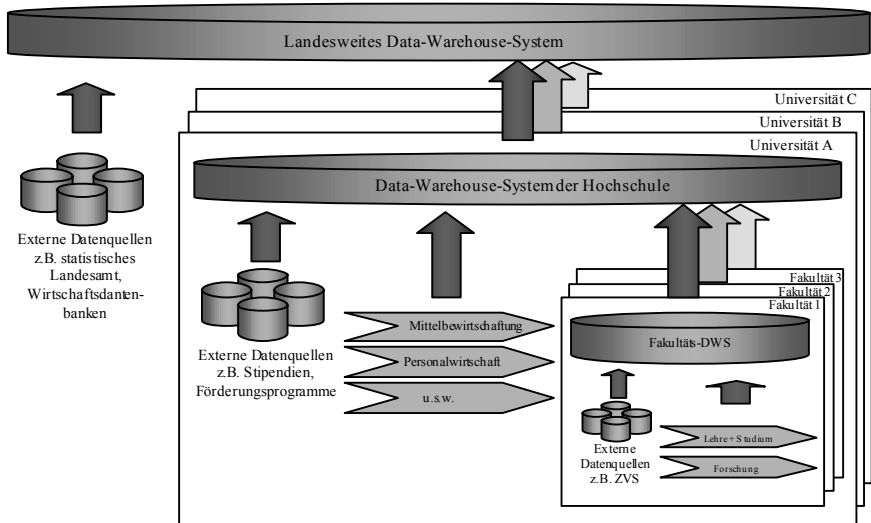 Landesweites Data-Warehouse-System
Universität C
Universität B
Universität A
Data-Warehouse-System der Hochschule
Externe Datenquellen
z.B. statistisches
Landesamt,
Wirtschaftsdanten-
banken
Fakultät 3
Fakultät 2
Fakultät 1
Mittelbewirtschaftung
Fakultäts-DWS
Externe Datenquellen
z.B. Stipendien,
Förderungsprogramme
Personalwirtschaft
u.s.w.
Externe
Datenquellen
z.B. ZVS
Lehre + Studium
Forschung